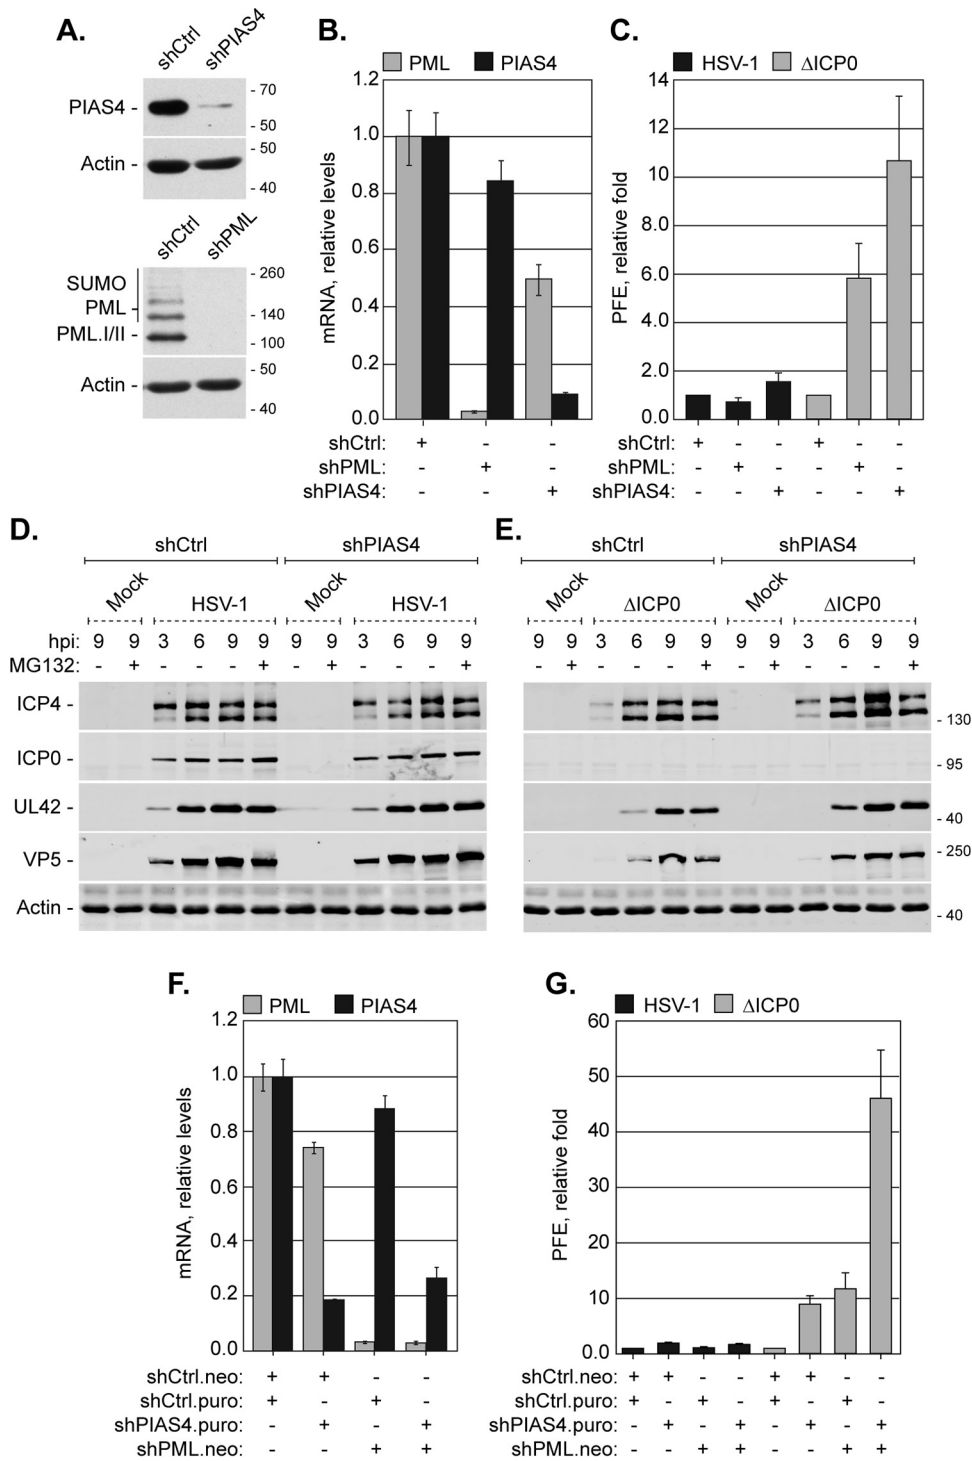 A.
shCtrl
shPIAS4
PIAS4 -
- 70
- 50
Actin -
- 50
- 40
shCtrl
shPML
SUMO
PML
PML.I/II -
- 260
- 140
- 100
Actin -
- 50
- 40
B.
PML PIAS4
mRNA, relative levels
1.2
1.0
0.8
0.6
0.4
0.2
0.0
shCtrl: + - -
shPML: - + -
shPIAS4: - - +
C.
HSV-1 ΔICP0
PFE, relative fold
14
12
10
8.0
6.0
4.0
2.0
0.0
shCtrl: + - - + - -
shPML: - + - - + -
shPIAS4: - - + - - +
D.
shCtrl shPIAS4
Mock HSV-1 Mock HSV-1
hpi: 9 9 3 6 9 9 9 9 3 6 9 9
MG132: - + - - - + - + - - - +
ICP4 -
ICP0 -
UL42 -
VP5 -
Actin -
E.
shCtrl shPIAS4
Mock ΔICP0 Mock ΔICP0
9 9 3 6 9 9 9 9 3 6 9 9
- + - - - + - + - - - +
- 130
- 95
- 40
- 250
- 40
F.
PML PIAS4
mRNA, relative levels
1.2
1.0
0.8
0.6
0.4
0.2
0.0
shCtrl.neo: + + - -
shCtrl.puro: + - + -
shPIAS4.puro: - + - +
shPML.neo: - - + +
G.
HSV-1 ΔICP0
PFE, relative fold
60
50
40
30
20
10
0.0
shCtrl.neo: + + - - + + - -
shCtrl.puro: + - + - + - + -
shPIAS4.puro: - + - + - + - +
shPML.neo: - - + + - - + +